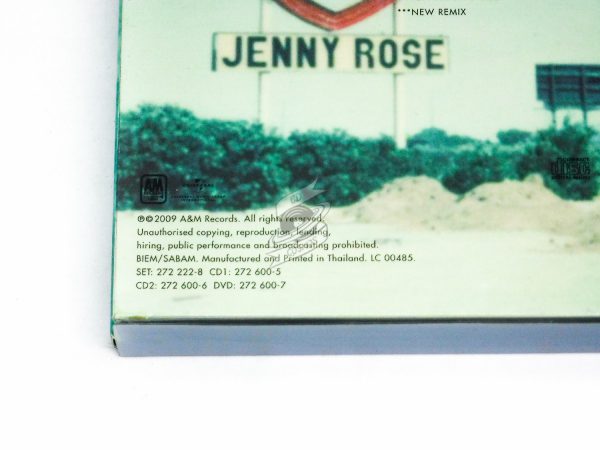 ***NEW REMIX
JENNY ROSE
A&M
RECORDS
UNIVERSAL
COMPACT
disc
℗©2009 A&M Records. All rights reserved.
Unauthorised copying, reproduction, lending,
hiring, public performance and broadcasting prohibited.
BIEM/SABAM. Manufactured and Printed in Thailand. LC 00485.
SET: 272 222-8 CD1: 272 600-5
CD2: 272 600-6 DVD: 272 600-7